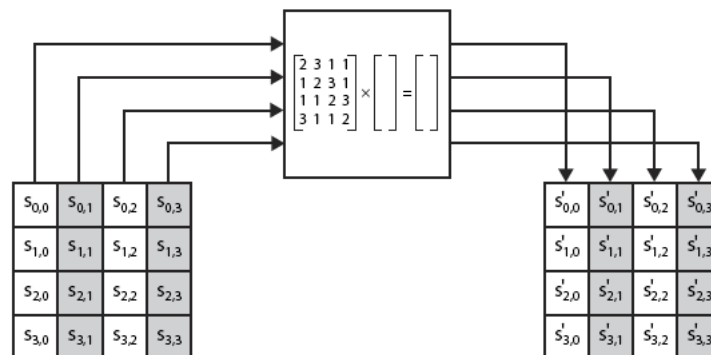 2 3 1 1
1 2 3 1 × =
1 1 2 3
3 1 1 2
S0,0 S0,1 S0,2 S0,3 S'0,0 S'0,1 S'0,2 S'0,3
S1,0 S1,1 S1,2 S1,3 S'1,0 S'1,1 S'1,2 S'1,3
S2,0 S2,1 S2,2 S2,3 S'2,0 S'2,1 S'2,2 S'2,3
S3,0 S3,1 S3,2 S3,3 S'3,0 S'3,1 S'3,2 S'3,3